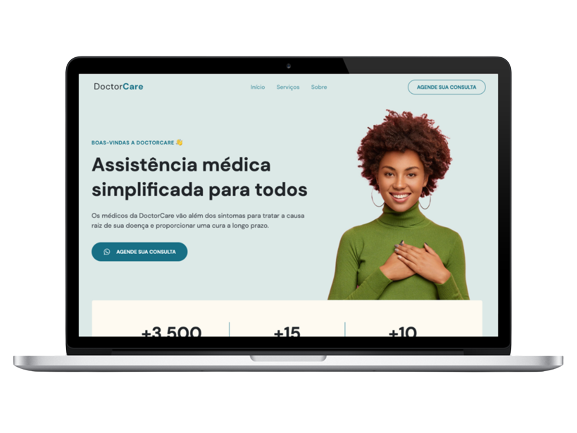 DoctorCare
Início Serviços Sobre
AGENDE SUA CONSULTA
BOAS-VINDAS A DOCTORCARE 👋
Assistência médica
simplificada para todos
Os médicos da DoctorCare vão além dos sintomas para tratar a causa
raiz de sua doença e proporcionar uma cura a longo prazo.
AGENDE SUA CONSULTA
+3.500 +15 +10